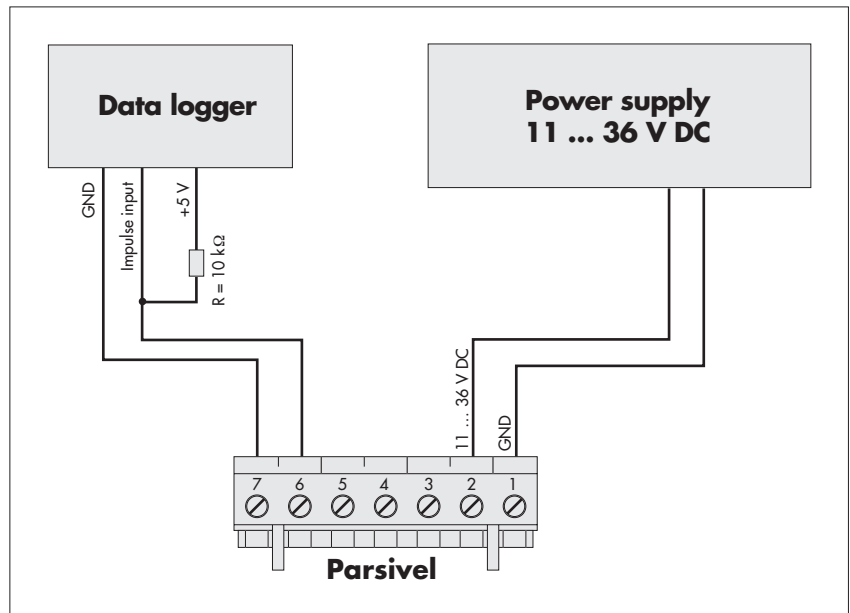 Data logger
Power supply
11 ... 36 V DC
GND
Impulse input
+5 V
R = 10 kΩ
11 ... 36 V DC
GND
7 6 5 4 3 2 1
Parsivel